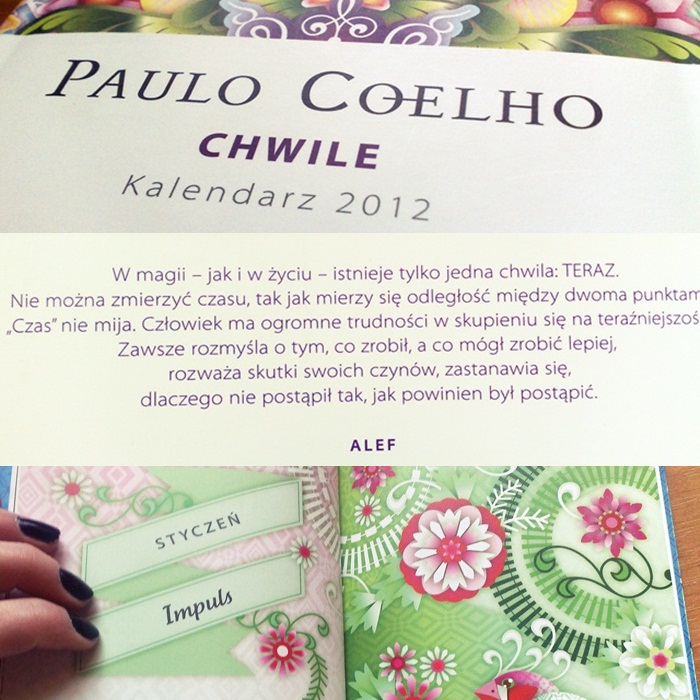 PAULO COELHO
CHWILE
Kalendarz 2012
W magii – jak i w życiu – istnieje tylko jedna chwila: TERAZ.
Nie można zmierzyć czasu, tak jak mierzy się odległość między dwoma punktam
„Czas” nie mija. Człowiek ma ogromne trudności w skupieniu się na teraźniejszoś
Zawsze rozmyśla o tym, co zrobił, a co mógł zrobić lepiej,
rozważa skutki swoich czynów, zastanawia się,
dlaczego nie postąpił tak, jak powinien był postąpić.
ALEF
STYCZEŃ
Impuls